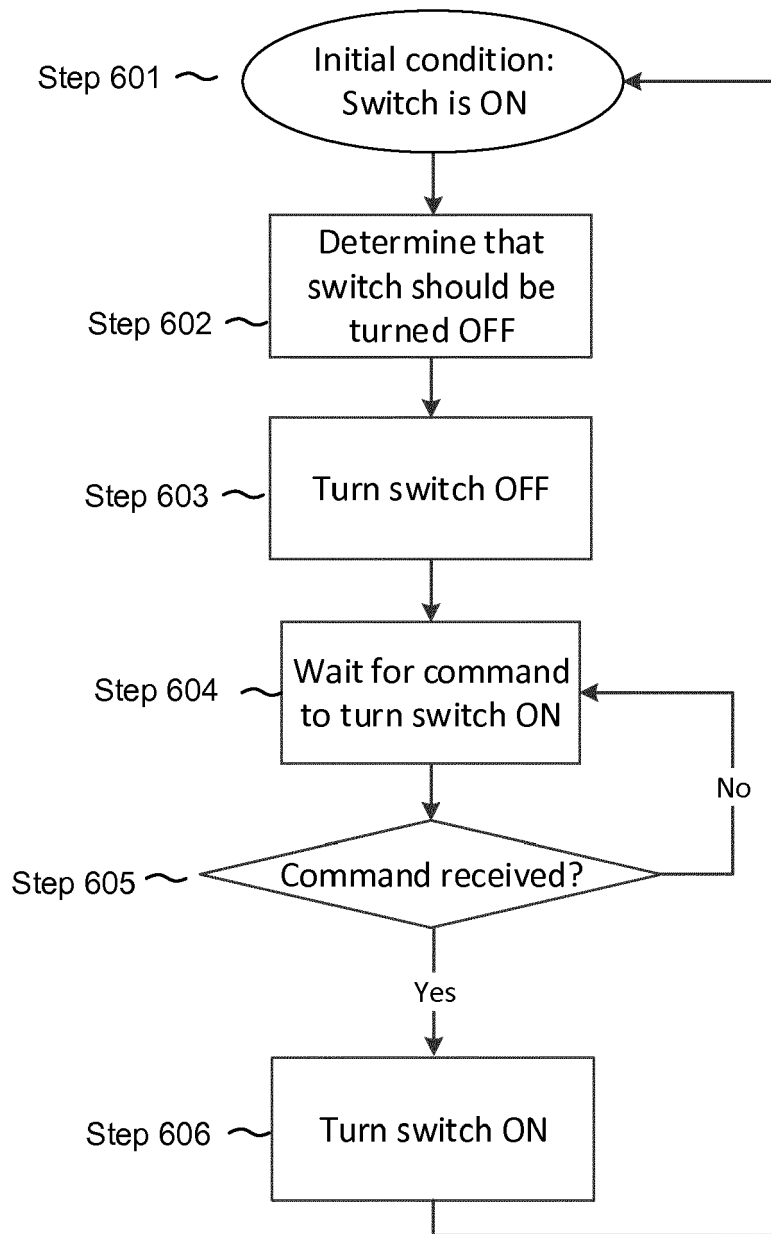 Step 601
Initial condition:
Switch is ON
Determine that
switch should be
turned OFF
Step 602
Step 603
Turn switch OFF
Step 604
Wait for command
to turn switch ON
No
Step 605
Command received?
Yes
Step 606
Turn switch ON